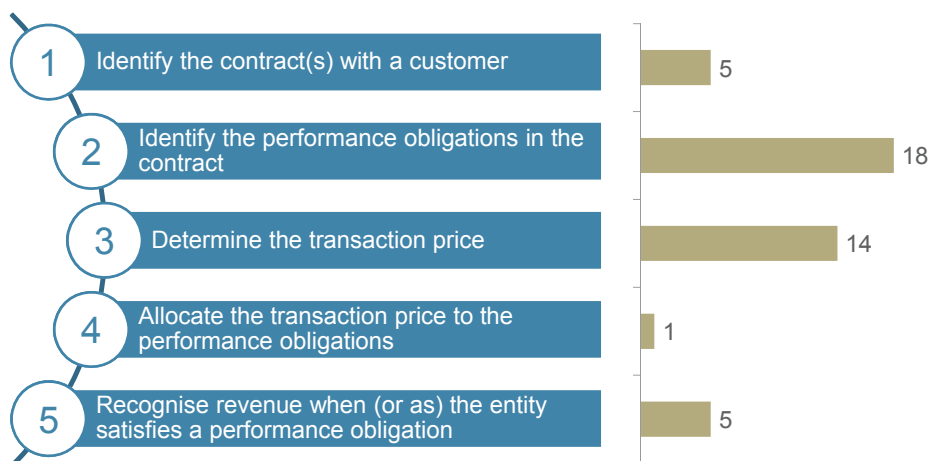 1
Identify the contract(s) with a customer
5
2
Identify the performance obligations in the
contract
18
3
Determine the transaction price
14
4
Allocate the transaction price to the
performance obligations
1
5
Recognise revenue when (or as) the entity
satisfies a performance obligation
5